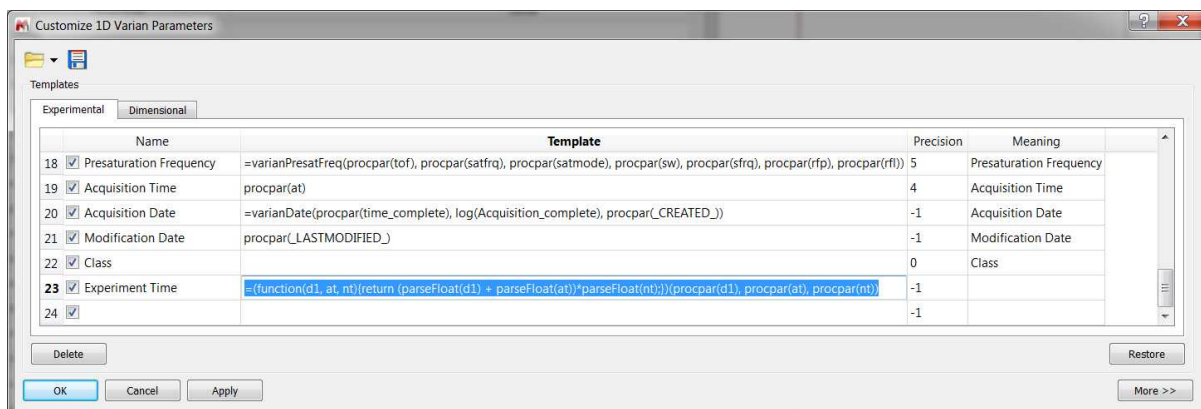 Customize 1D Varian Parameters
Templates
Experimental Dimensional
Name Template Precision Meaning
18 Presaturation Frequency =varianPresatFreq(procpar(tof), procpar(satfrq), procpar(satmode), procpar(sw), procpar(sfrq), procpar(rfp), procpar(rfl)) 5 Presaturation Frequency
19 Acquisition Time procpar(at) 4 Acquisition Time
20 Acquisition Date =varianDate(procpar(time_complete), log(Acquisition_complete), procpar(_CREATED_)) -1 Acquisition Date
21 Modification Date procpar(_LASTMODIFIED_) -1 Modification Date
22 Class 0 Class
23 Experiment Time =(function(d1, at, nt){return (parseFloat(d1) + parseFloat(at))*parseFloat(nt);})(procpar(d1), procpar(at), procpar(nt)) -1
24 -1
Delete Restore
OK Cancel Apply More >>